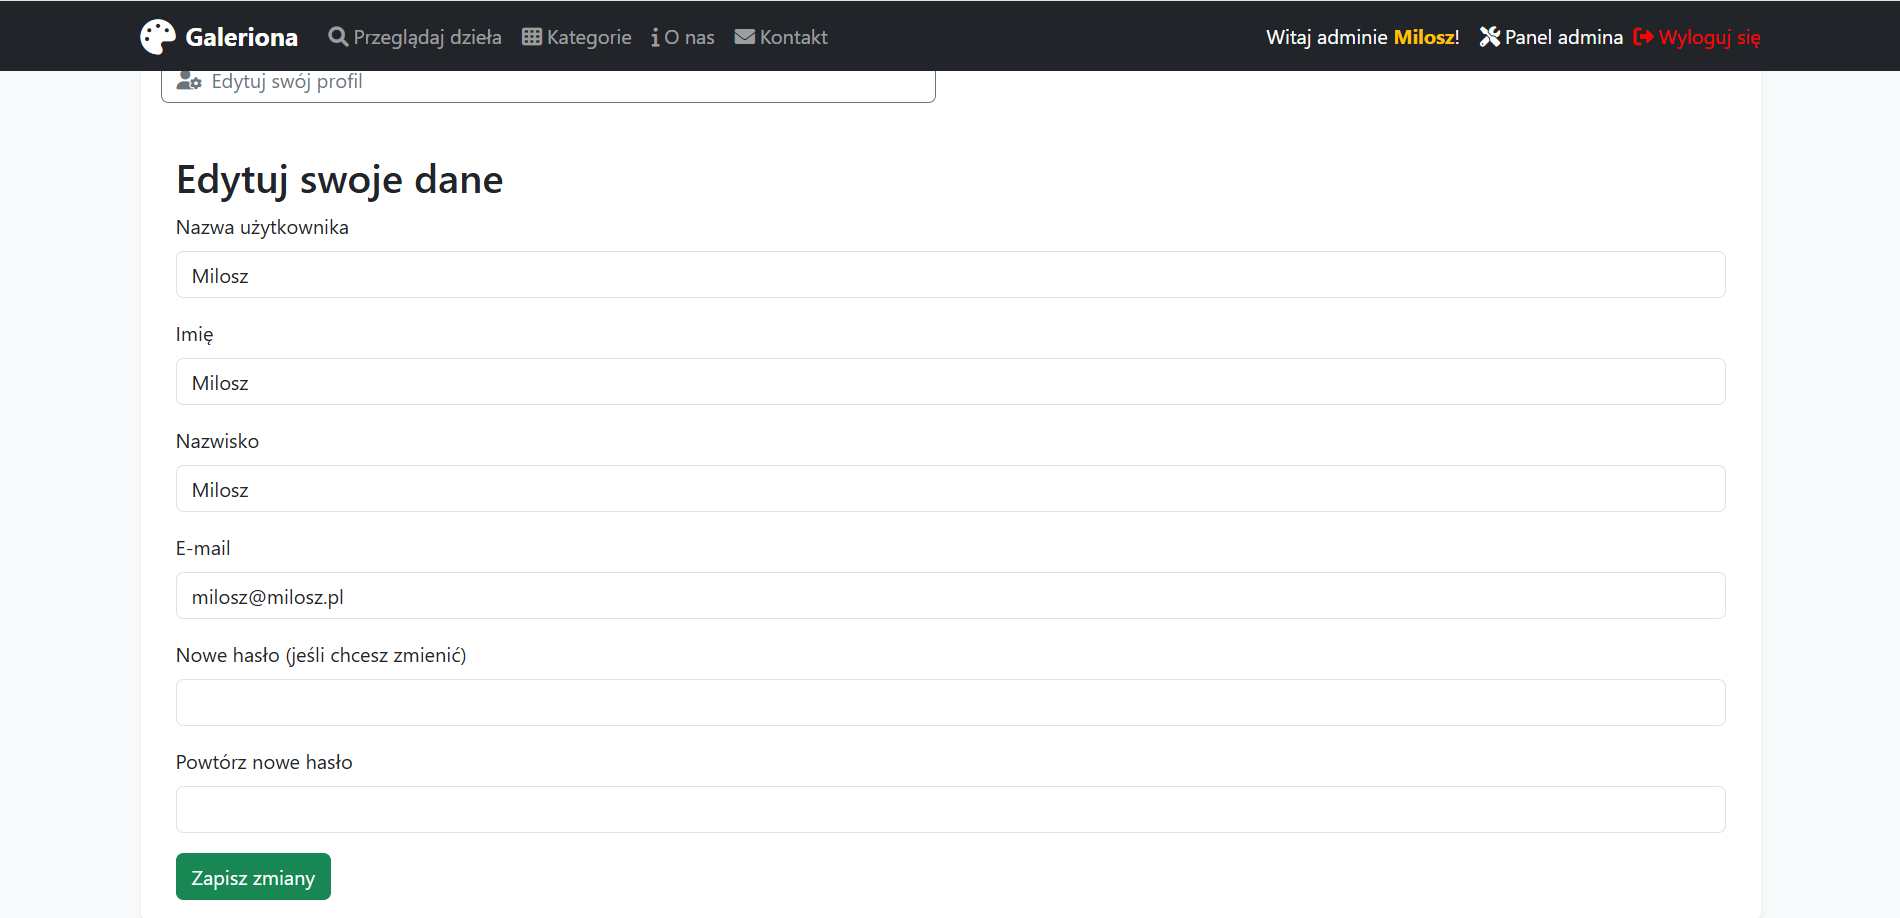 Galeriona Przeglądaj dzieła Kategorie O nas Kontakt Witaj adminie Milosz! Panel admina Wyloguj się
Edytuj swój profil
Edytuj swoje dane
Nazwa użytkownika
Milosz
Imię
Milosz
Nazwisko
Milosz
E-mail
milosz@milosz.pl
Nowe hasło (jeśli chcesz zmienić)
Powtórz nowe hasło
Zapisz zmiany